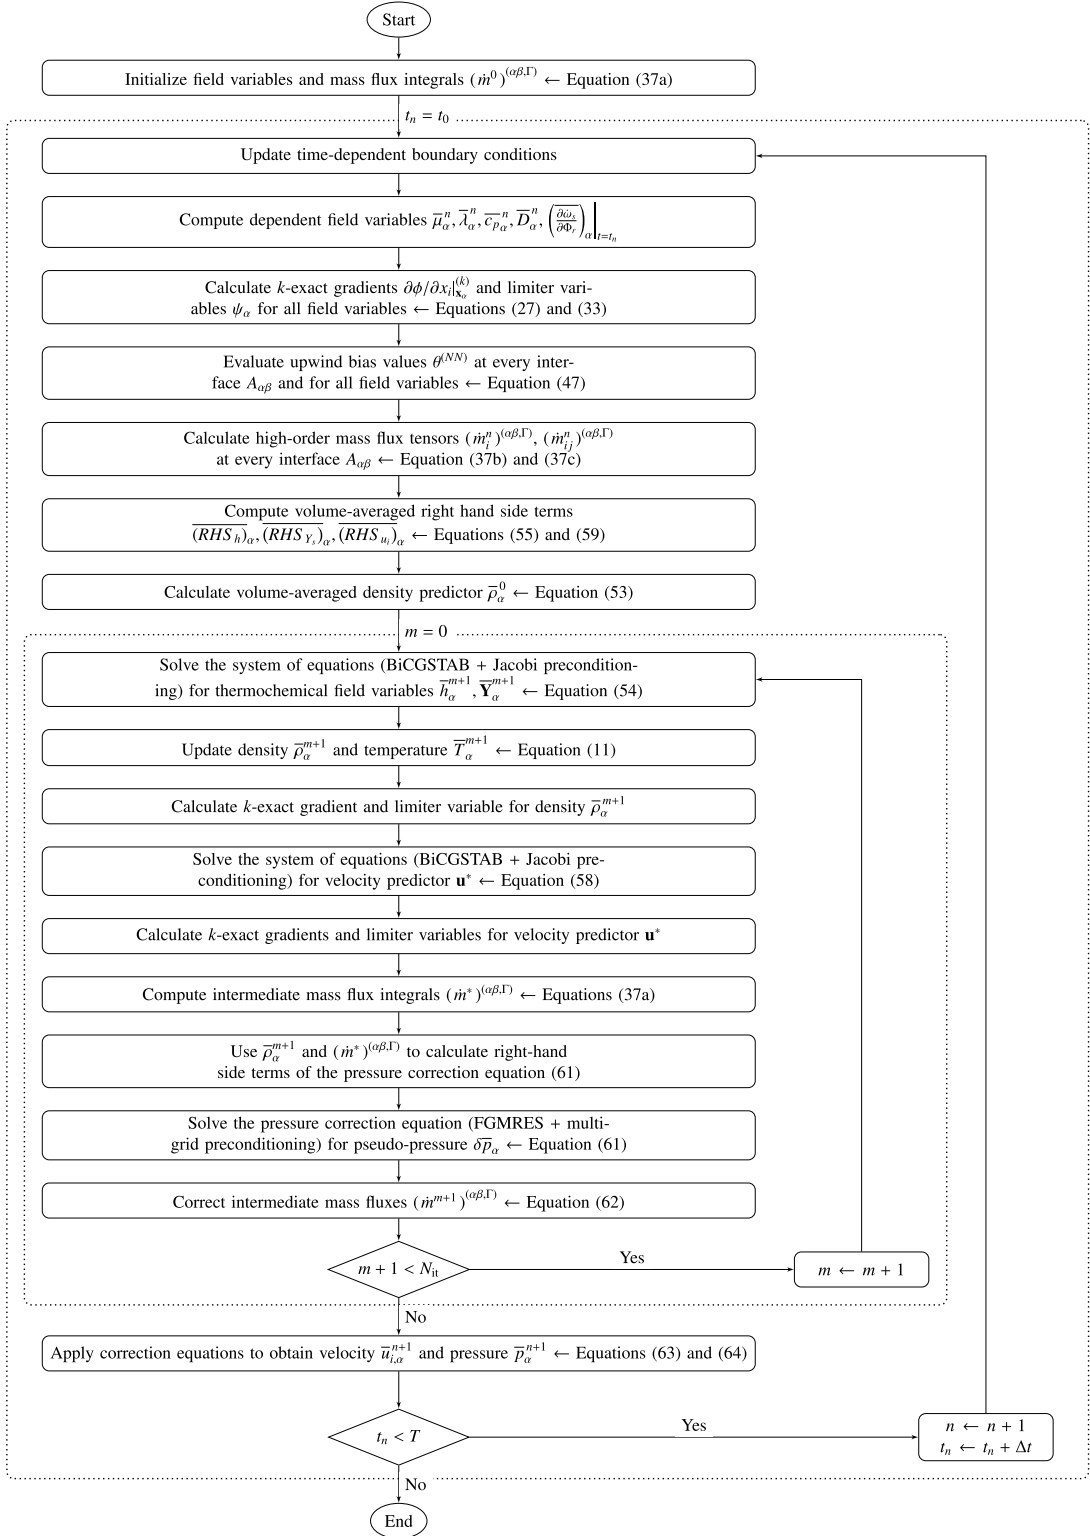 Start
Initialize field variables and mass flux integrals (ṁ⁰)^(αβ,Γ) ← Equation (37a)
tₙ = t₀
Update time-dependent boundary conditions
Compute dependent field variables μ̅_α^n, λ̅_α^n, c̅_p̅_α^n, D̅_α^n, (∂ω̇_s/∂Φ_r)‾_α|_{t=t_n}
Calculate k-exact gradients ∂ϕ/∂x_i|_{x_α}^{(k)} and limiter vari-
ables ψ_α for all field variables ← Equations (27) and (33)
Evaluate upwind bias values θ^(NN) at every inter-
face A_αβ and for all field variables ← Equation (47)
Calculate high-order mass flux tensors (ṁ_i^n)^(αβ,Γ), (ṁ_ij^n)^(αβ,Γ)
at every interface A_αβ ← Equation (37b) and (37c)
Compute volume-averaged right hand side terms
(RHS_h)‾_α, (RHS_{Y_s})‾_α, (RHS_{u_i})‾_α ← Equations (55) and (59)
Calculate volume-averaged density predictor ρ̅_α^0 ← Equation (53)
m = 0
Solve the system of equations (BiCGSTAB + Jacobi precondition-
ing) for thermochemical field variables h̅_α^{m+1}, Y̅_α^{m+1} ← Equation (54)
Update density ρ̅_α^{m+1} and temperature T̅_α^{m+1} ← Equation (11)
Calculate k-exact gradient and limiter variable for density ρ̅_α^{m+1}
Solve the system of equations (BiCGSTAB + Jacobi pre-
conditioning) for velocity predictor u* ← Equation (58)
Calculate k-exact gradients and limiter variables for velocity predictor u*
Compute intermediate mass flux integrals (ṁ*)^(αβ,Γ) ← Equations (37a)
Use ρ̅_α^{m+1} and (ṁ*)^(αβ,Γ) to calculate right-hand
side terms of the pressure correction equation (61)
Solve the pressure correction equation (FGMRES + multi-
grid preconditioning) for pseudo-pressure δp̅_α ← Equation (61)
Correct intermediate mass fluxes (ṁ^{m+1})^(αβ,Γ) ← Equation (62)
m + 1 < N_it
Yes
m ← m + 1
No
Apply correction equations to obtain velocity u̅_{i,α}^{n+1} and pressure p̅_α^{n+1} ← Equations (63) and (64)
tₙ < T
Yes
n ← n + 1
tₙ ← tₙ + Δt
No
End